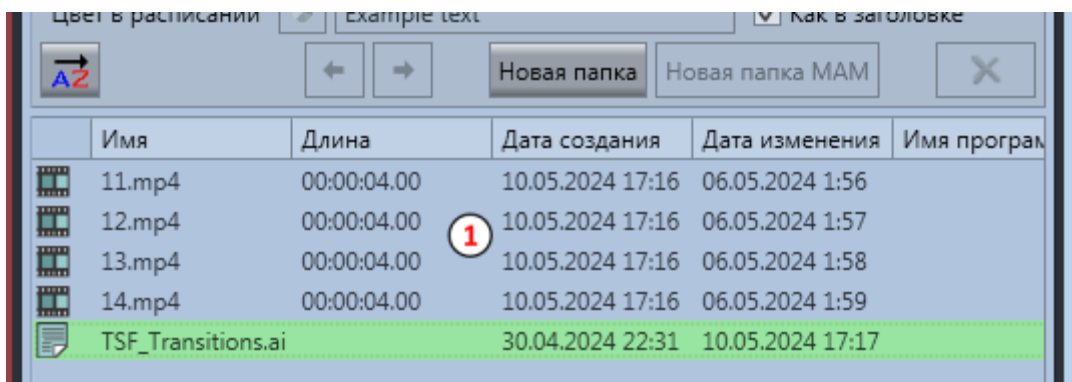 Цвет в расписании Example text Как в заголовке
AZ Новая папка Новая папка MAM
Имя Длина Дата создания Дата изменения Имя програм
11.mp4 00:00:04.00 10.05.2024 17:16 06.05.2024 1:56
12.mp4 00:00:04.00 10.05.2024 17:16 06.05.2024 1:57
1
13.mp4 00:00:04.00 10.05.2024 17:16 06.05.2024 1:58
14.mp4 00:00:04.00 10.05.2024 17:16 06.05.2024 1:59
TSF_Transitions.ai 30.04.2024 22:31 10.05.2024 17:17